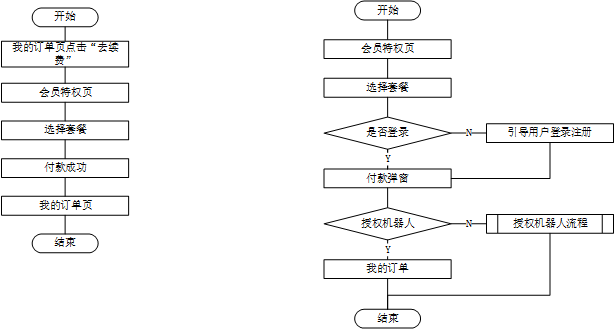 开始
我的订单页点击“去续
费”
会员特权页
选择套餐
付款成功
我的订单页
结束
开始
会员特权页
选择套餐
是否登录
N
引导用户登录注册
Y
付款弹窗
授权机器人
N
授权机器人流程
Y
我的订单
结束